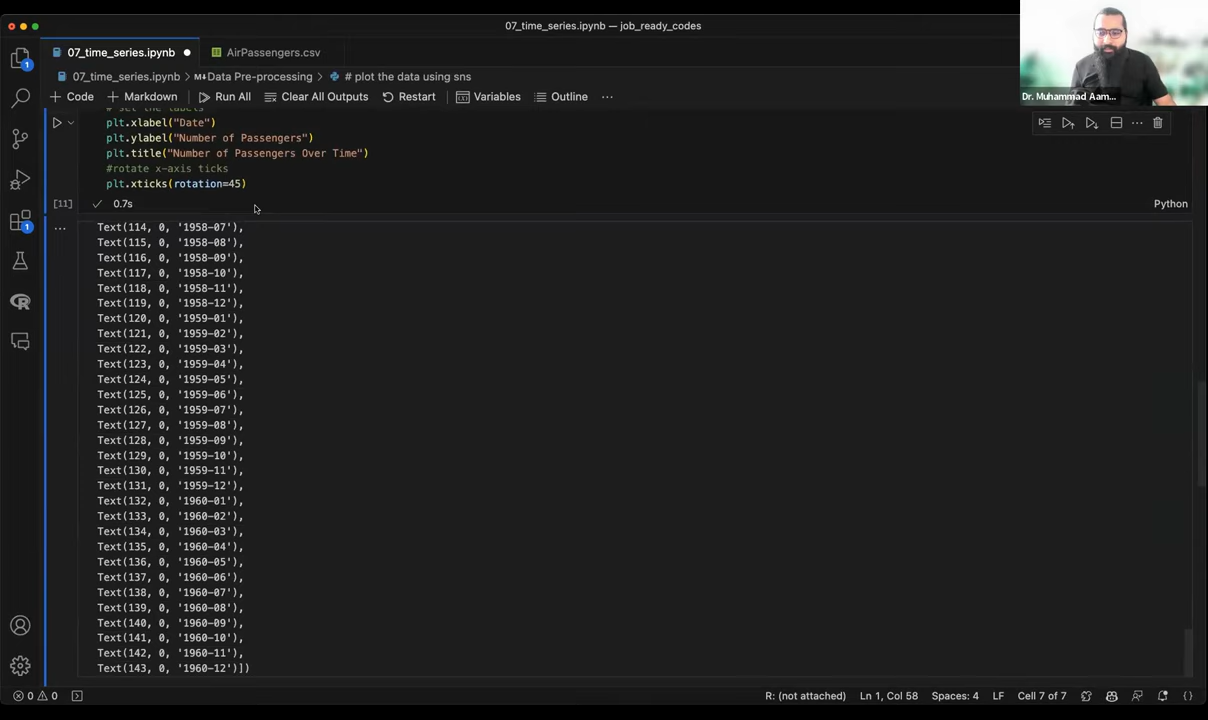 07_time_series.ipynb — job_ready_codes
07_time_series.ipynb
AirPassengers.csv
07_time_series.ipynb > M↓Data Pre-processing > # plot the data using sns
+ Code + Markdown Run All Clear All Outputs Restart Variables Outline ...
# set the labels
plt.xlabel("Date")
plt.ylabel("Number of Passengers")
plt.title("Number of Passengers Over Time")
#rotate x-axis ticks
plt.xticks(rotation=45)
[11] ✓ 0.7s Python
... Text(114, 0, '1958-07'),
Text(115, 0, '1958-08'),
Text(116, 0, '1958-09'),
Text(117, 0, '1958-10'),
Text(118, 0, '1958-11'),
Text(119, 0, '1958-12'),
Text(120, 0, '1959-01'),
Text(121, 0, '1959-02'),
Text(122, 0, '1959-03'),
Text(123, 0, '1959-04'),
Text(124, 0, '1959-05'),
Text(125, 0, '1959-06'),
Text(126, 0, '1959-07'),
Text(127, 0, '1959-08'),
Text(128, 0, '1959-09'),
Text(129, 0, '1959-10'),
Text(130, 0, '1959-11'),
Text(131, 0, '1959-12'),
Text(132, 0, '1960-01'),
Text(133, 0, '1960-02'),
Text(134, 0, '1960-03'),
Text(135, 0, '1960-04'),
Text(136, 0, '1960-05'),
Text(137, 0, '1960-06'),
Text(138, 0, '1960-07'),
Text(139, 0, '1960-08'),
Text(140, 0, '1960-09'),
Text(141, 0, '1960-10'),
Text(142, 0, '1960-11'),
Text(143, 0, '1960-12')])
0 0 R: (not attached) Ln 1, Col 58 Spaces: 4 LF Cell 7 of 7
Dr. Muhammad Aam...
1
1
R